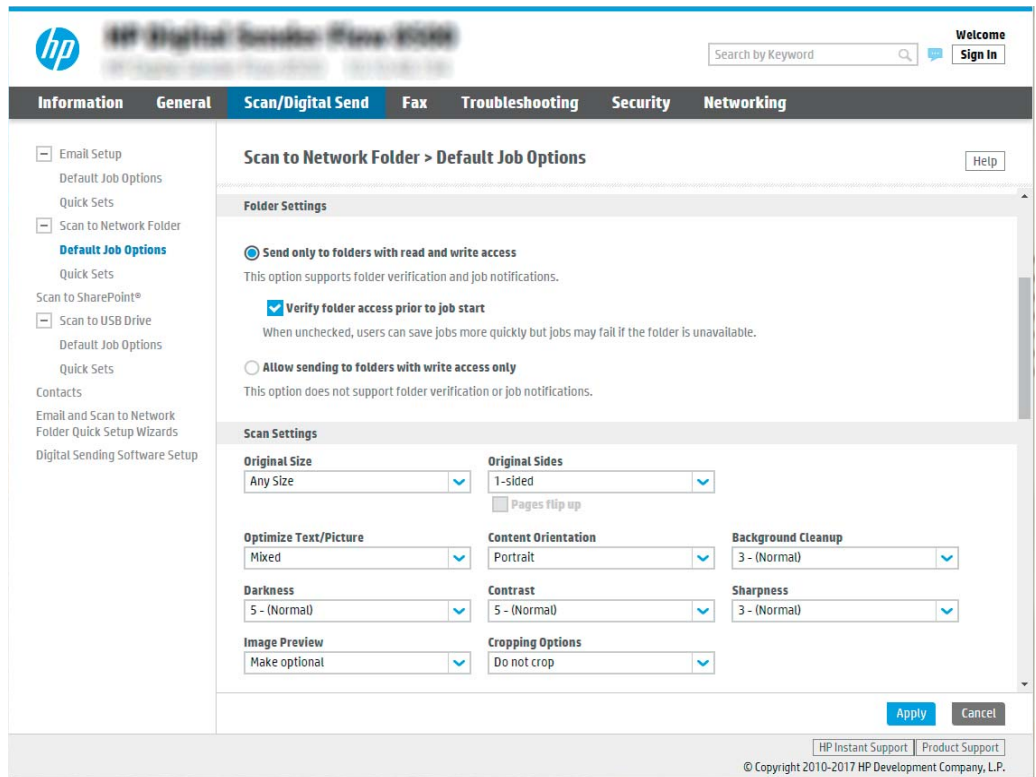 hp
Welcome
Search by Keyword
Sign In
Information General Scan/Digital Send Fax Troubleshooting Security Networking
Email Setup
Default Job Options
Quick Sets
Scan to Network Folder
Default Job Options
Quick Sets
Scan to SharePoint®
Scan to USB Drive
Default Job Options
Quick Sets
Contacts
Email and Scan to Network
Folder Quick Setup Wizards
Digital Sending Software Setup
Scan to Network Folder > Default Job Options
Help
Folder Settings
Send only to folders with read and write access
This option supports folder verification and job notifications.
Verify folder access prior to job start
When unchecked, users can save jobs more quickly but jobs may fail if the folder is unavailable.
Allow sending to folders with write access only
This option does not support folder verification or job notifications.
Scan Settings
Original Size Original Sides
Any Size 1-sided
Pages flip up
Optimize Text/Picture Content Orientation Background Cleanup
Mixed Portrait 3 - (Normal)
Darkness Contrast Sharpness
5 - (Normal) 5 - (Normal) 3 - (Normal)
Image Preview Cropping Options
Make optional Do not crop
Apply Cancel
HP Instant Support Product Support
© Copyright 2010-2017 HP Development Company, L.P.